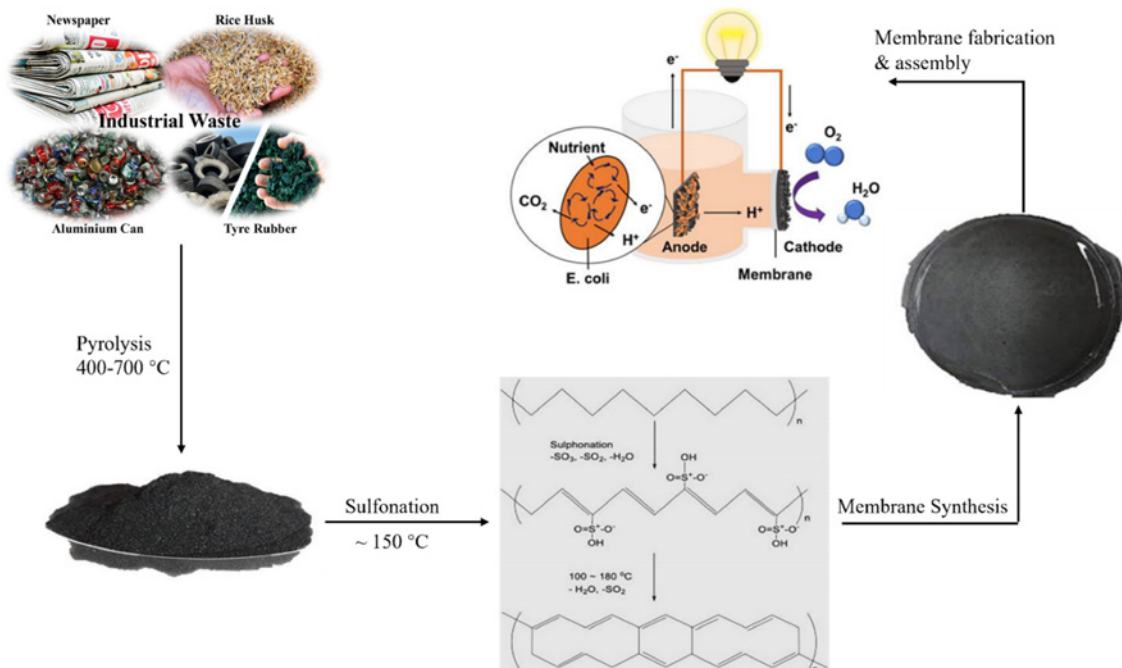 Newspaper
Rice Husk
Industrial Waste
Aluminium Can
Tyre Rubber
Pyrolysis
400-700 °C
Sulfonation
~ 150 °C
n
Sulphonation
-SO₃, -SO₂, -H₂O
OH
O=S⁺-O⁻
n
O=S⁺-O⁻
OH
O=S⁺-O⁻
OH
100 ~ 180 °C
- H₂O, -SO₂
Membrane Synthesis
Membrane fabrication
& assembly
e⁻
e⁻
O₂
H₂O
Nutrient
CO₂
e⁻
H⁺
E. coli
Anode
H⁺
Cathode
Membrane